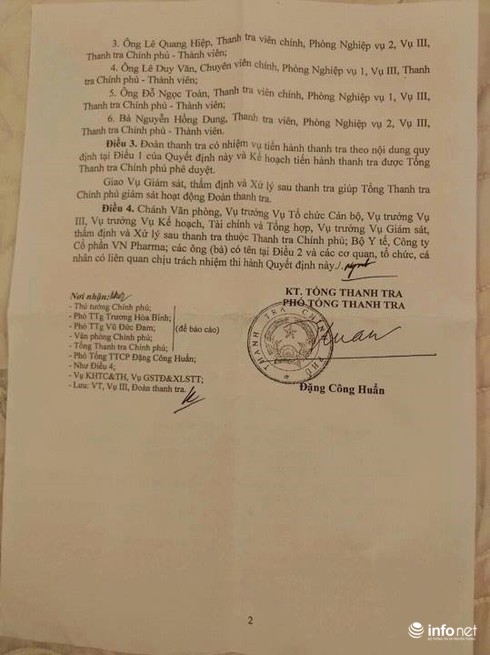 3. Ông Lê Quang Hiệp, Thanh tra viên chính, Phòng Nghiệp vụ 2, Vụ III,
Thanh tra Chính phủ - Thành viên;
4. Ông Lê Duy Văn, Chuyên viên chính, Phòng Nghiệp vụ 1, Vụ III, Thanh
tra Chính phủ - Thành viên;
5. Ông Đỗ Ngọc Toản, Thanh tra viên chính, Phòng Nghiệp vụ 1, Vụ III,
Thanh tra Chính phủ - Thành viên;
6. Bà Nguyễn Hồng Dung, Thanh tra viên, Phòng Nghiệp vụ 2, Vụ III,
Thanh tra Chính phủ - Thành viên.
Điều 3. Đoàn thanh tra có nhiệm vụ tiến hành thanh tra theo nội dung quy
định tại Điều 1 của Quyết định này và Kế hoạch tiến hành thanh tra được Tổng
Thanh tra Chính phủ phê duyệt.
Giao Vụ Giám sát, thẩm định và Xử lý sau thanh tra giúp Tổng Thanh tra
Chính phủ giám sát hoạt động Đoàn thanh tra.
Điều 4. Chánh Văn phòng, Vụ trưởng Vụ Tổ chức Cán bộ, Vụ trưởng Vụ
III, Vụ trưởng Vụ Kế hoạch, Tài chính và Tổng hợp, Vụ trưởng Vụ Giám sát,
thẩm định và Xử lý sau thanh tra thuộc Thanh tra Chính phủ; Bộ Y tế, Công ty
Cổ phần VN Pharma; các ông (bà) có tên tại Điều 2 và các cơ quan, tổ chức, cá
nhân có liên quan chịu trách nhiệm thi hành Quyết định này./.
Nơi nhận:
- Thủ tướng Chính phủ;
- Phó TTg Trương Hòa Bình;
- Phó TTg Vũ Đức Đam;
- Văn phòng Chính phủ;
- Tổng Thanh tra Chính phủ;
(để báo cáo)
- Phó Tổng TTCP Đặng Công Huẩn;
- Như Điều 4;
- Vụ KHTC&TH, Vụ GSTĐ&XLSTT;
- Lưu: VT, Vụ III, Đoàn thanh tra.
KT. TỔNG THANH TRA
PHÓ TỔNG THANH TRA
THANH TRA CHÍNH PHỦ
Đặng Công Huẩn
2
infonet